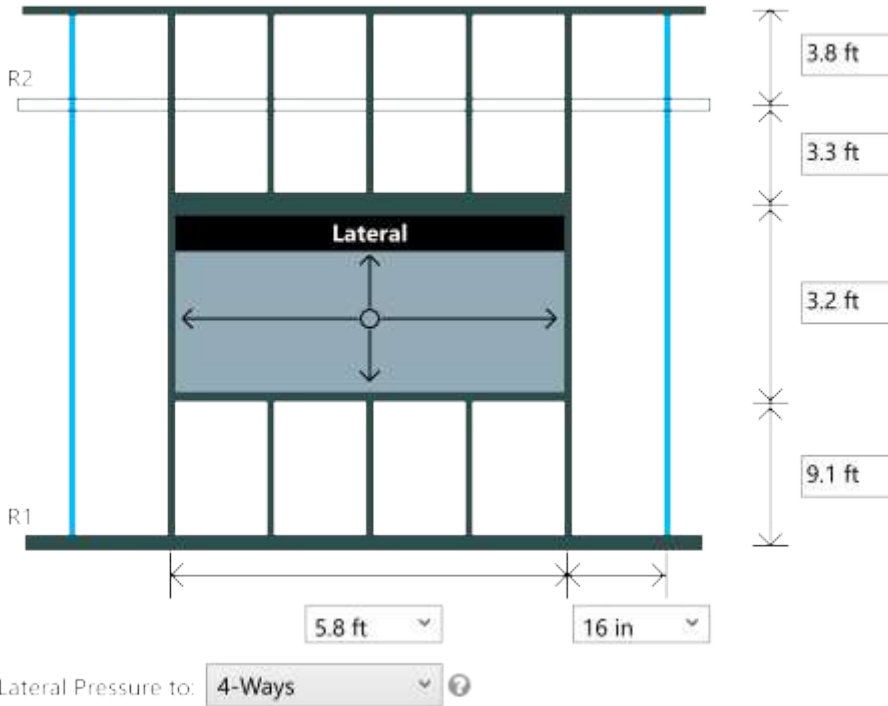 3.8 ft
R2
3.3 ft
Lateral
3.2 ft
9.1 ft
R1
5.8 ft
16 in
Lateral Pressure to: 4-Ways ?